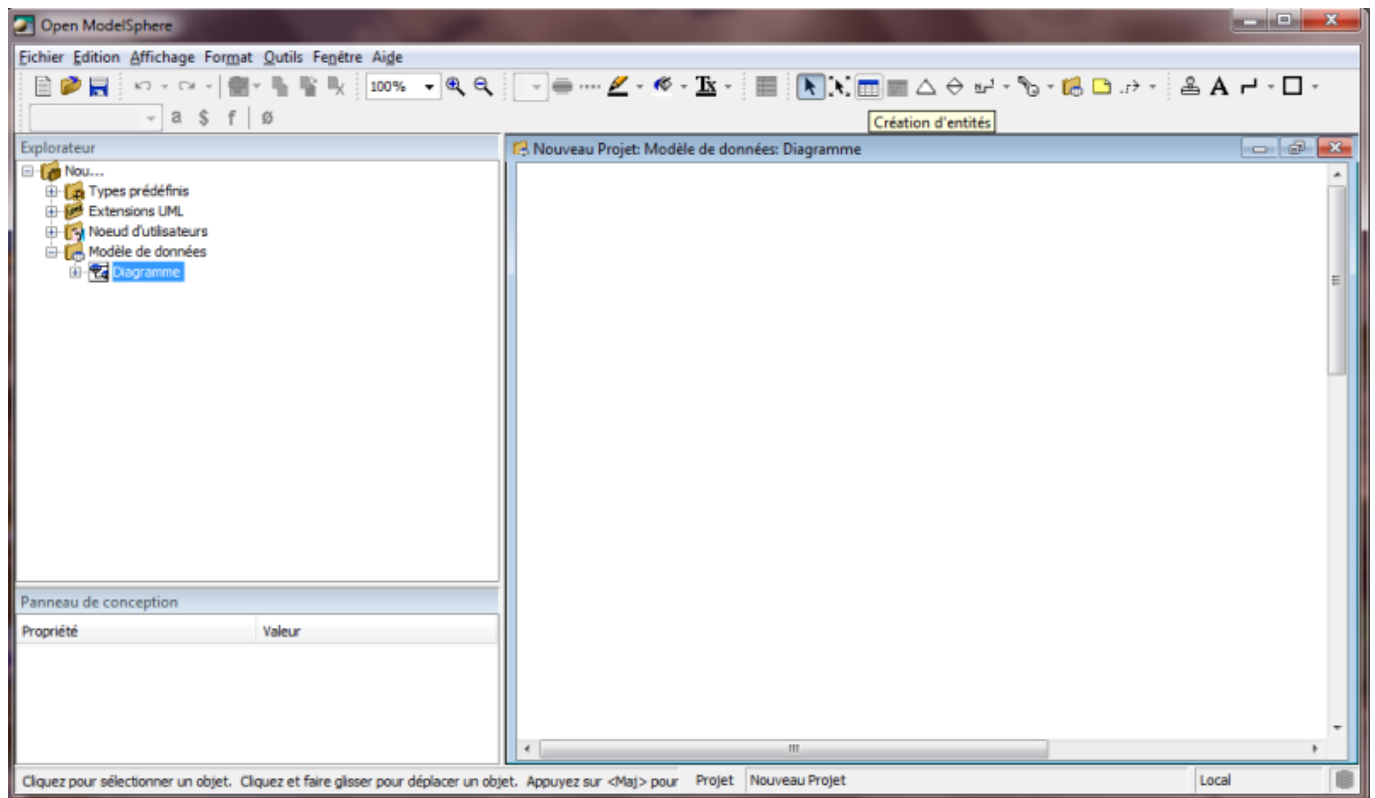 Open ModelSphere
Fichier Edition Affichage Format Outils Fenêtre Aide
100%
Tx
A
a $ f ø
Création d'entités
Explorateur
Nouveau Projet: Modèle de données: Diagramme
Nou...
Types prédéfinis
Extensions UML
Noeud d'utilisateurs
Modèle de données
Diagramme
Panneau de conception
Propriété Valeur
Cliquez pour sélectionner un objet. Cliquez et faire glisser pour déplacer un objet. Appuyez sur <Maj> pour Projet Nouveau Projet Local